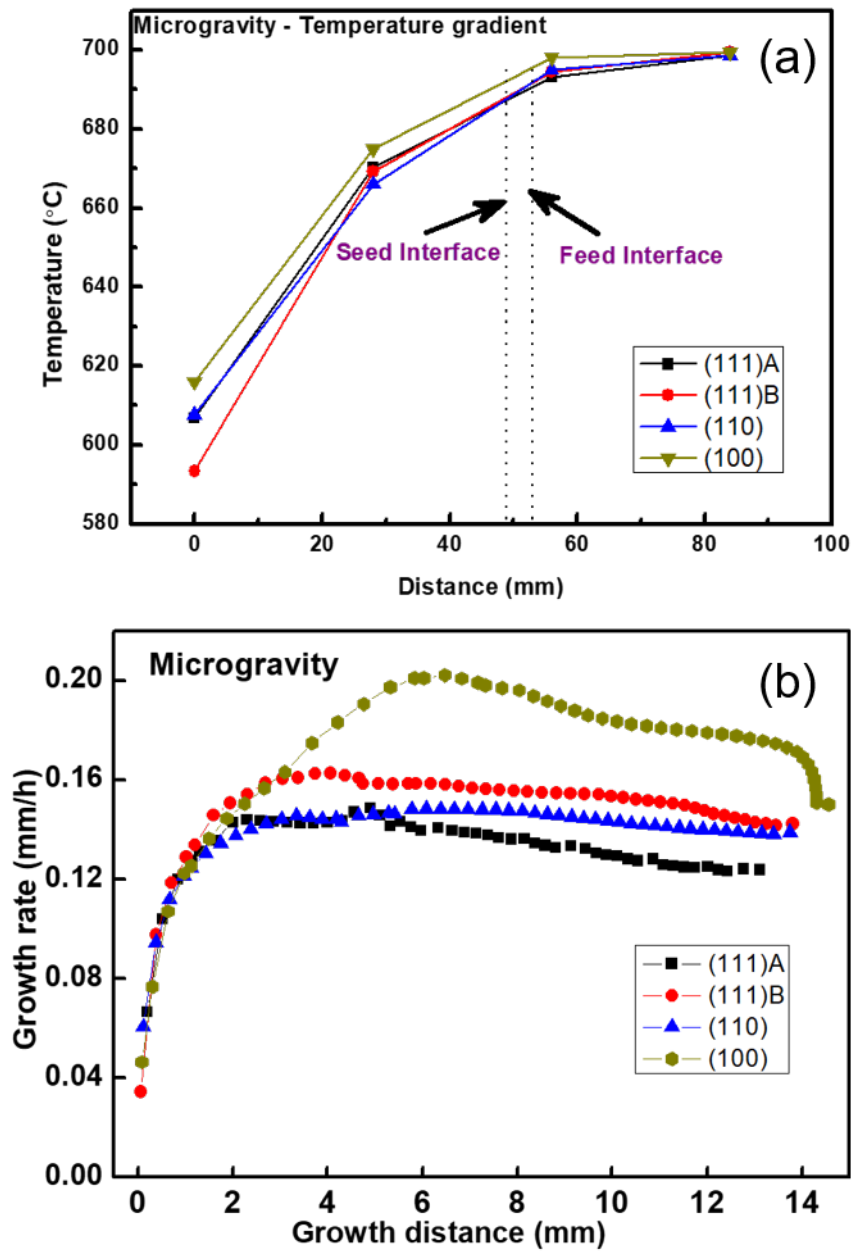 Microgravity - Temperature gradient
(a)
700
680
660
640
620
600
580
Temperature (°C)
Seed Interface
Feed Interface
(111)A
(111)B
(110)
(100)
0 20 40 60 80 100
Distance (mm)
Microgravity
(b)
0.20
0.16
0.12
0.08
0.04
0.00
Growth rate (mm/h)
(111)A
(111)B
(110)
(100)
0 2 4 6 8 10 12 14
Growth distance (mm)